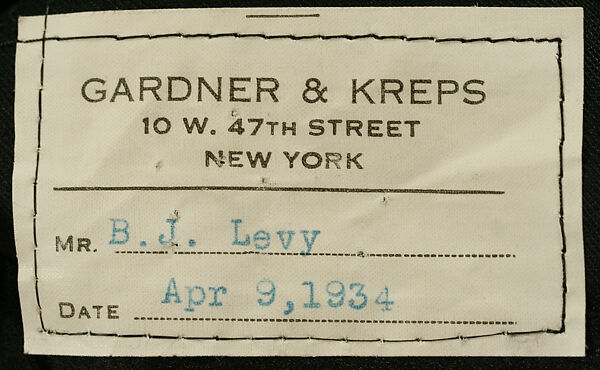 GARDNER & KREPS
10 W. 47TH STREET
NEW YORK
MR. B.J. Levy
DATE Apr 9,1934